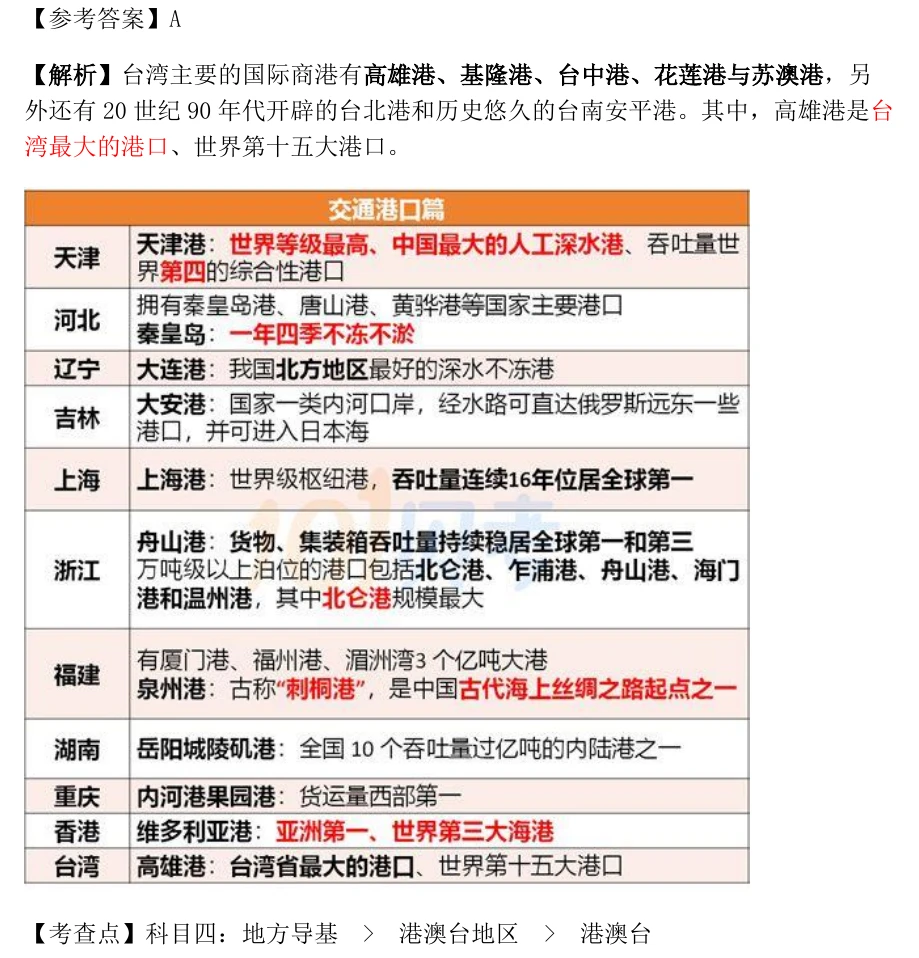 【参考答案】A
【解析】台湾主要的国际商港有高雄港、基隆港、台中港、花莲港与苏澳港，另
外还有 20 世纪 90 年代开辟的台北港和历史悠久的台南安平港。其中，高雄港是台
湾最大的港口、世界第十五大港口。
交通港口篇
天津
天津港：世界等级最高、中国最大的人工深水港、吞吐量世
界第四的综合性港口
河北
拥有秦皇岛港、唐山港、黄骅港等国家主要港口
秦皇岛：一年四季不冻不淤
辽宁
大连港：我国北方地区最好的深水不冻港
吉林
大安港：国家一类内河口岸，经水路可直达俄罗斯远东一些
港口，并可进入日本海
上海
上海港：世界级枢纽港，吞吐量连续16年位居全球第一
浙江
舟山港：货物、集装箱吞吐量持续稳居全球第一和第三
万吨级以上泊位的港口包括北仑港、乍浦港、舟山港、海门
港和温州港，其中北仑港规模最大
福建
有厦门港、福州港、湄洲湾3 个亿吨大港
泉州港：古称“刺桐港”，是中国古代海上丝绸之路起点之一
湖南
岳阳城陵矶港：全国 10 个吞吐量过亿吨的内陆港之一
重庆
内河港果园港：货运量西部第一
香港
维多利亚港：亚洲第一、世界第三大海港
台湾
高雄港：台湾省最大的港口、世界第十五大港口
【考查点】科目四：地方导基 > 港澳台地区 > 港澳台